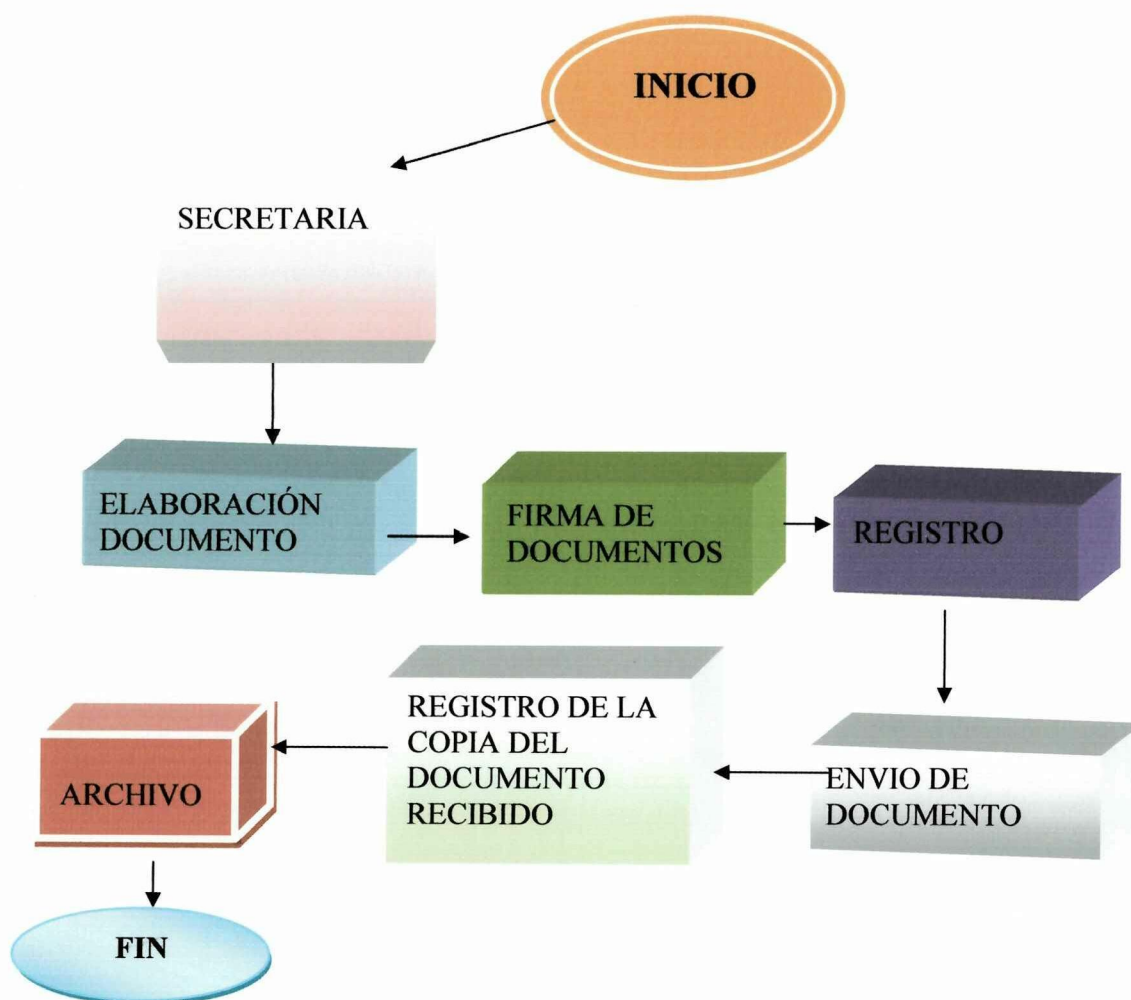 INICIO
SECRETARIA
ELABORACIÓN
DOCUMENTO
FIRMA DE
DOCUMENTOS
REGISTRO
ENVIO DE
DOCUMENTO
REGISTRO DE LA
COPIA DEL
DOCUMENTO
RECIBIDO
ARCHIVO
FIN